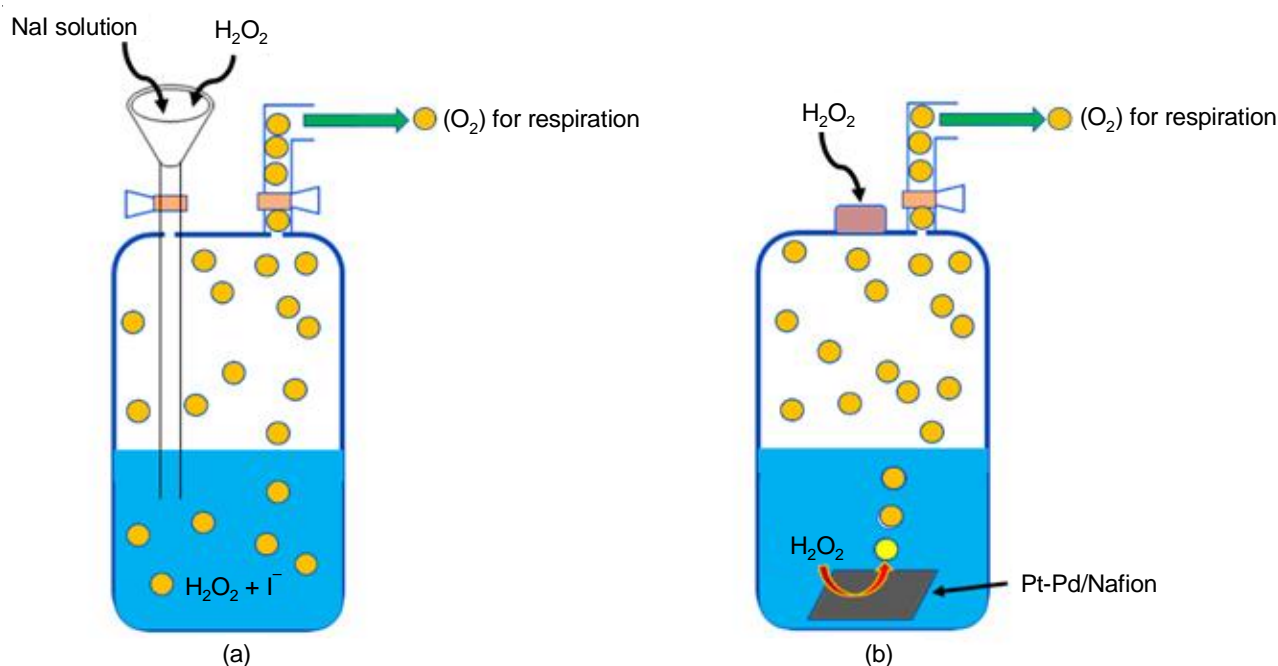 NaI solution
H₂O₂
(O₂) for respiration
H₂O₂ + I⁻
(a)
H₂O₂
(O₂) for respiration
H₂O₂
Pt-Pd/Nafion
(b)